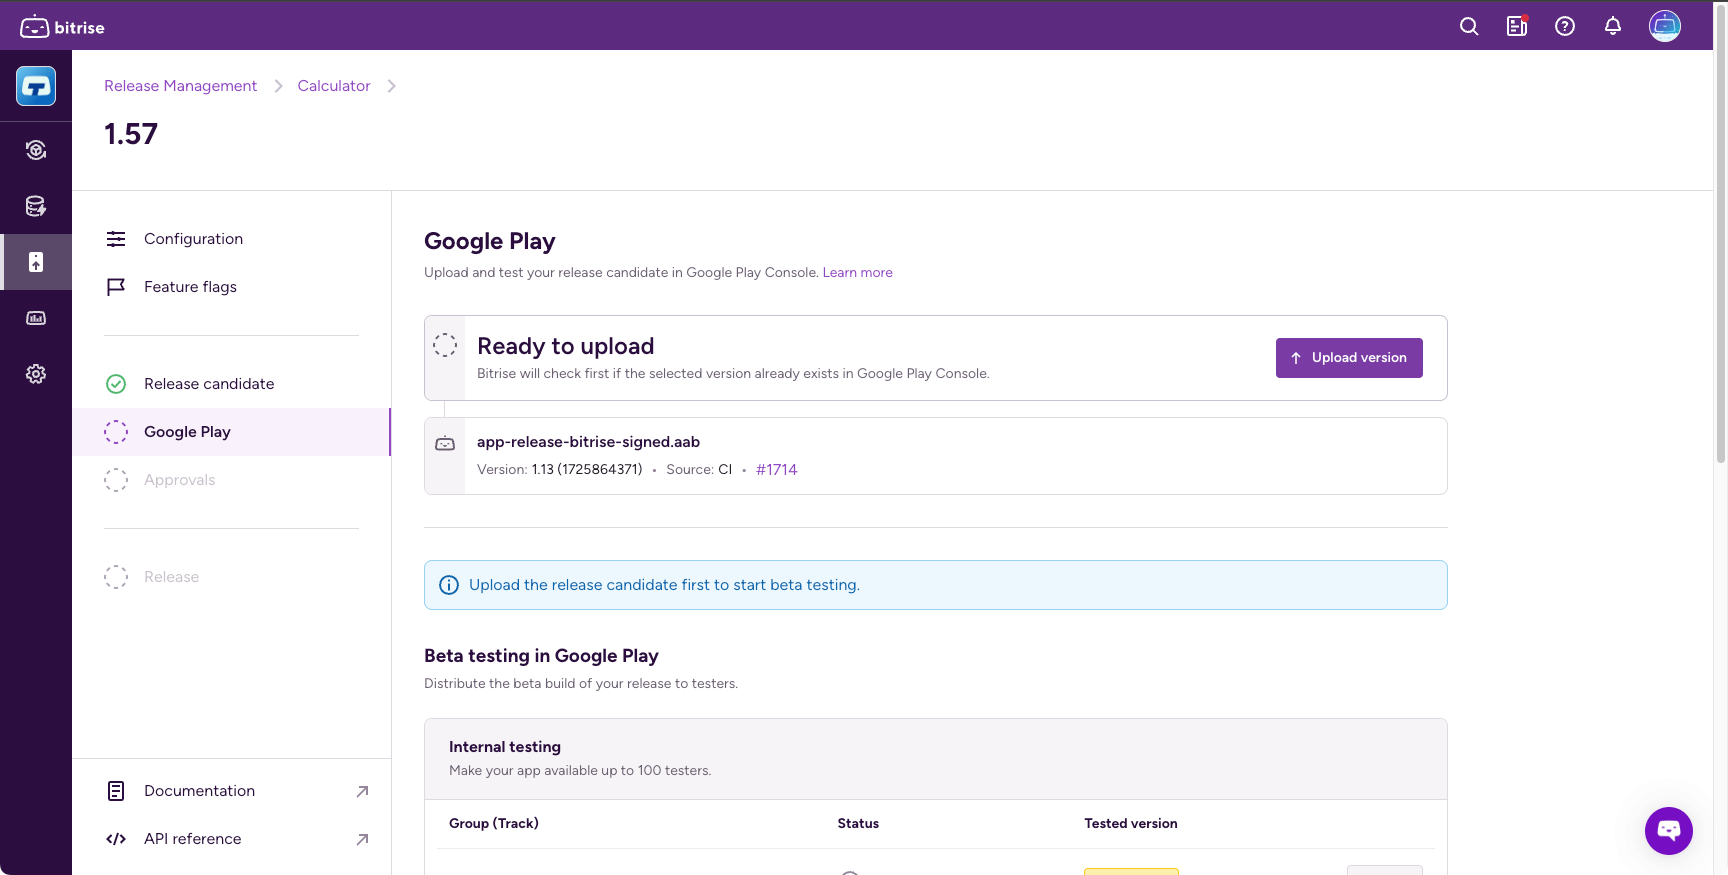 bitrise
Release Management
Calculator
1.57
Configuration
Feature flags
Release candidate
Google Play
Approvals
Release
Documentation
API reference
Google Play
Upload and test your release candidate in Google Play Console. Learn more
Ready to upload
Bitrise will check first if the selected version already exists in Google Play Console.
Upload version
app-release-bitrise-signed.aab
Version: 1.13 (1725864371) • Source: CI • #1714
Upload the release candidate first to start beta testing.
Beta testing in Google Play
Distribute the beta build of your release to testers.
Internal testing
Make your app available up to 100 testers.
Group (Track) Status Tested version